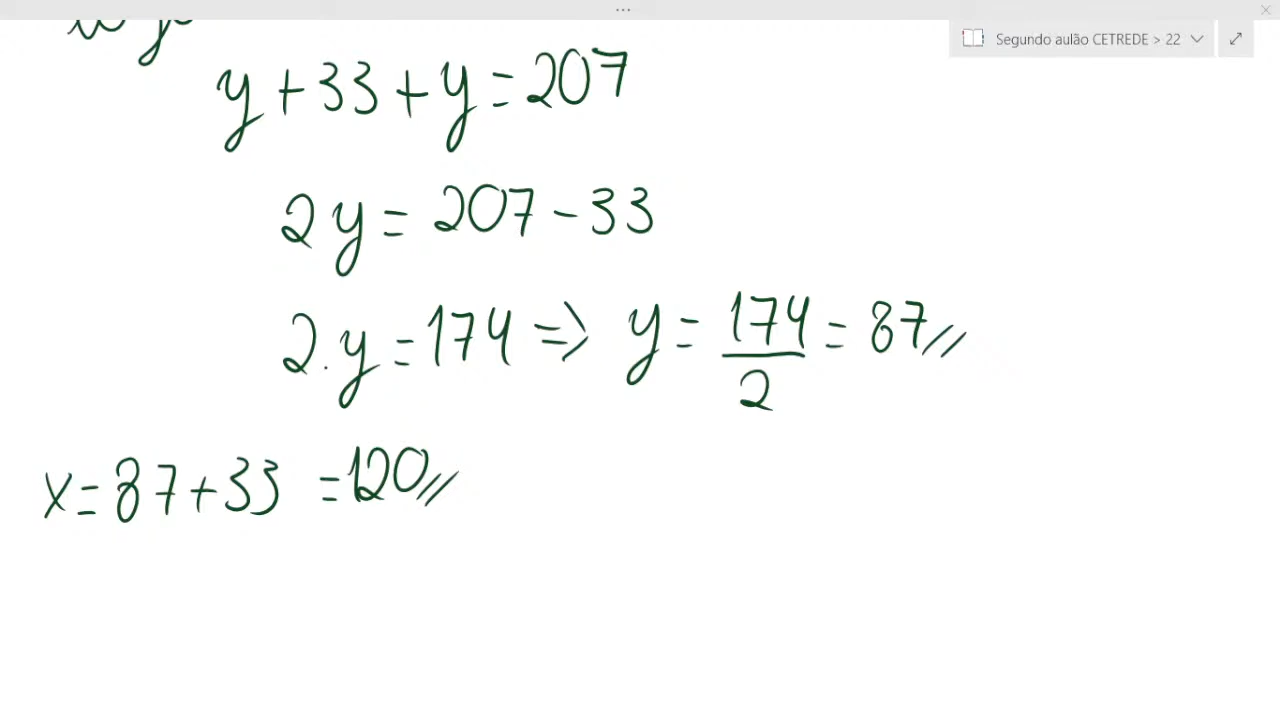 Segundo aulão CETREDE > 22
y + 33 + y = 207
2y = 207 - 33
2.y = 174 => y = 174/2 = 87//
x = 87 + 33 = 120//